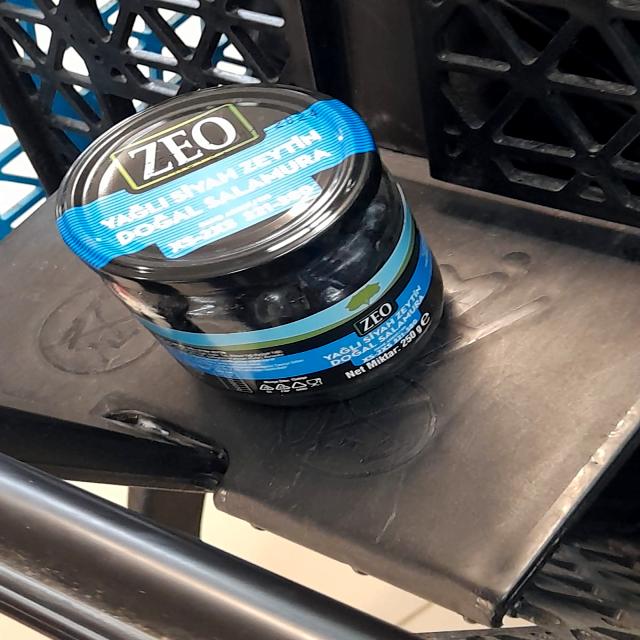 ZEO
YAĞLI SİYAH ZEYTİN
DOĞAL SALAMURA
ZEO
YAĞLI SİYAH ZEYTİN
DOĞAL SALAMURA
Net Miktar: 250 g e